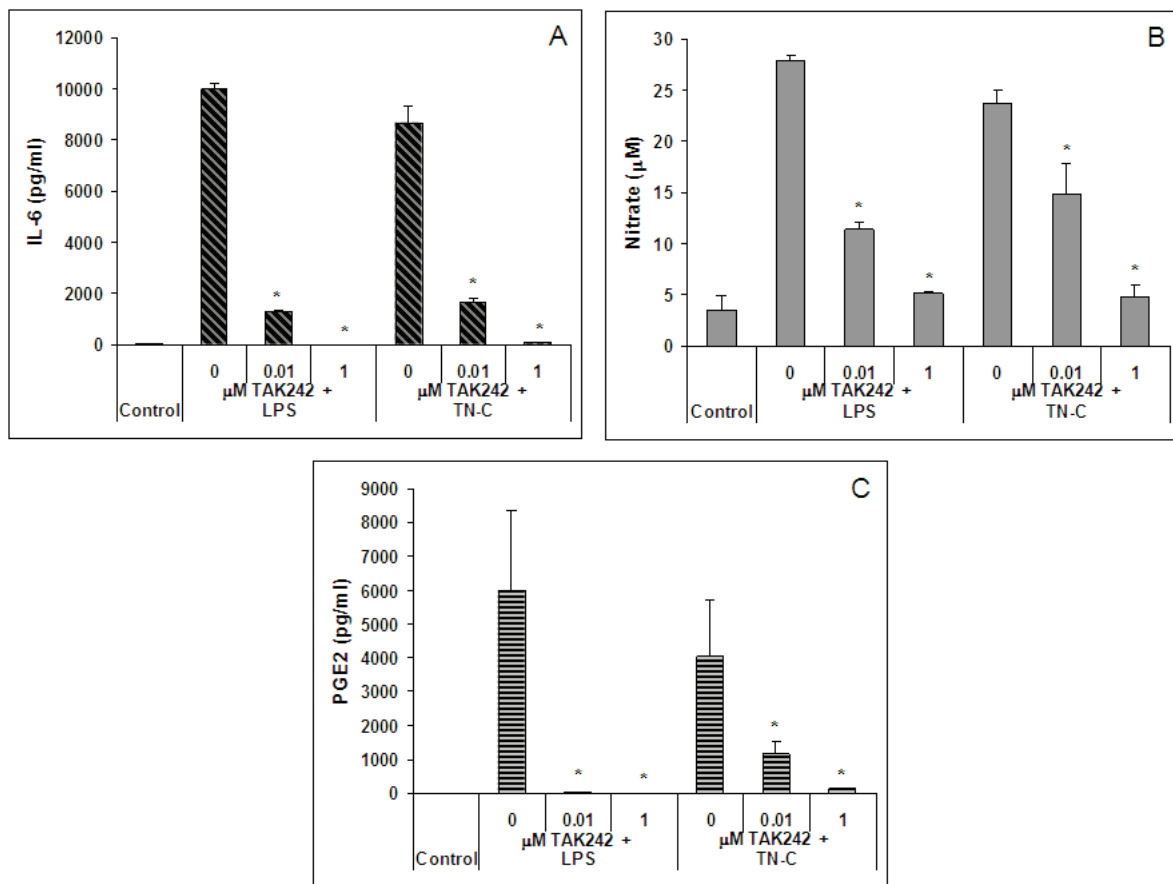 A
12000
10000
8000
6000
4000
2000
0
IL-6 (pg/ml)
*
*
*
*
0 0.01 1 0 0.01 1
µM TAK242 + µM TAK242 +
Control LPS TN-C
B
30
25
20
15
10
5
0
Nitrate (µM)
*
*
*
*
0 0.01 1 0 0.01 1
µM TAK242 + µM TAK242 +
Control LPS TN-C
C
9000
8000
7000
6000
5000
4000
3000
2000
1000
0
PGE2 (pg/ml)
*
* * *
0 0.01 1 0 0.01 1
µM TAK242 + µM TAK242 +
Control LPS TN-C